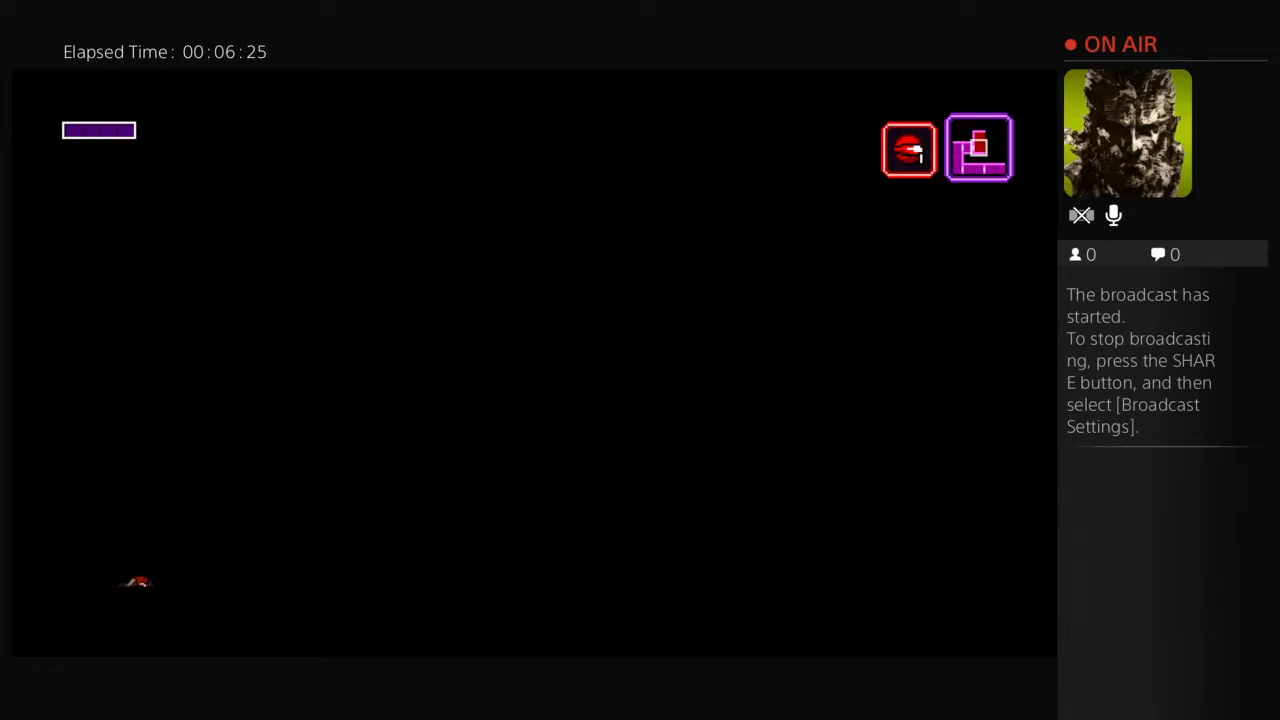 Elapsed Time: 00:06:25
ON AIR
0 0
The broadcast has
started.
To stop broadcasti
ng, press the SHAR
E button, and then
select [Broadcast
Settings].